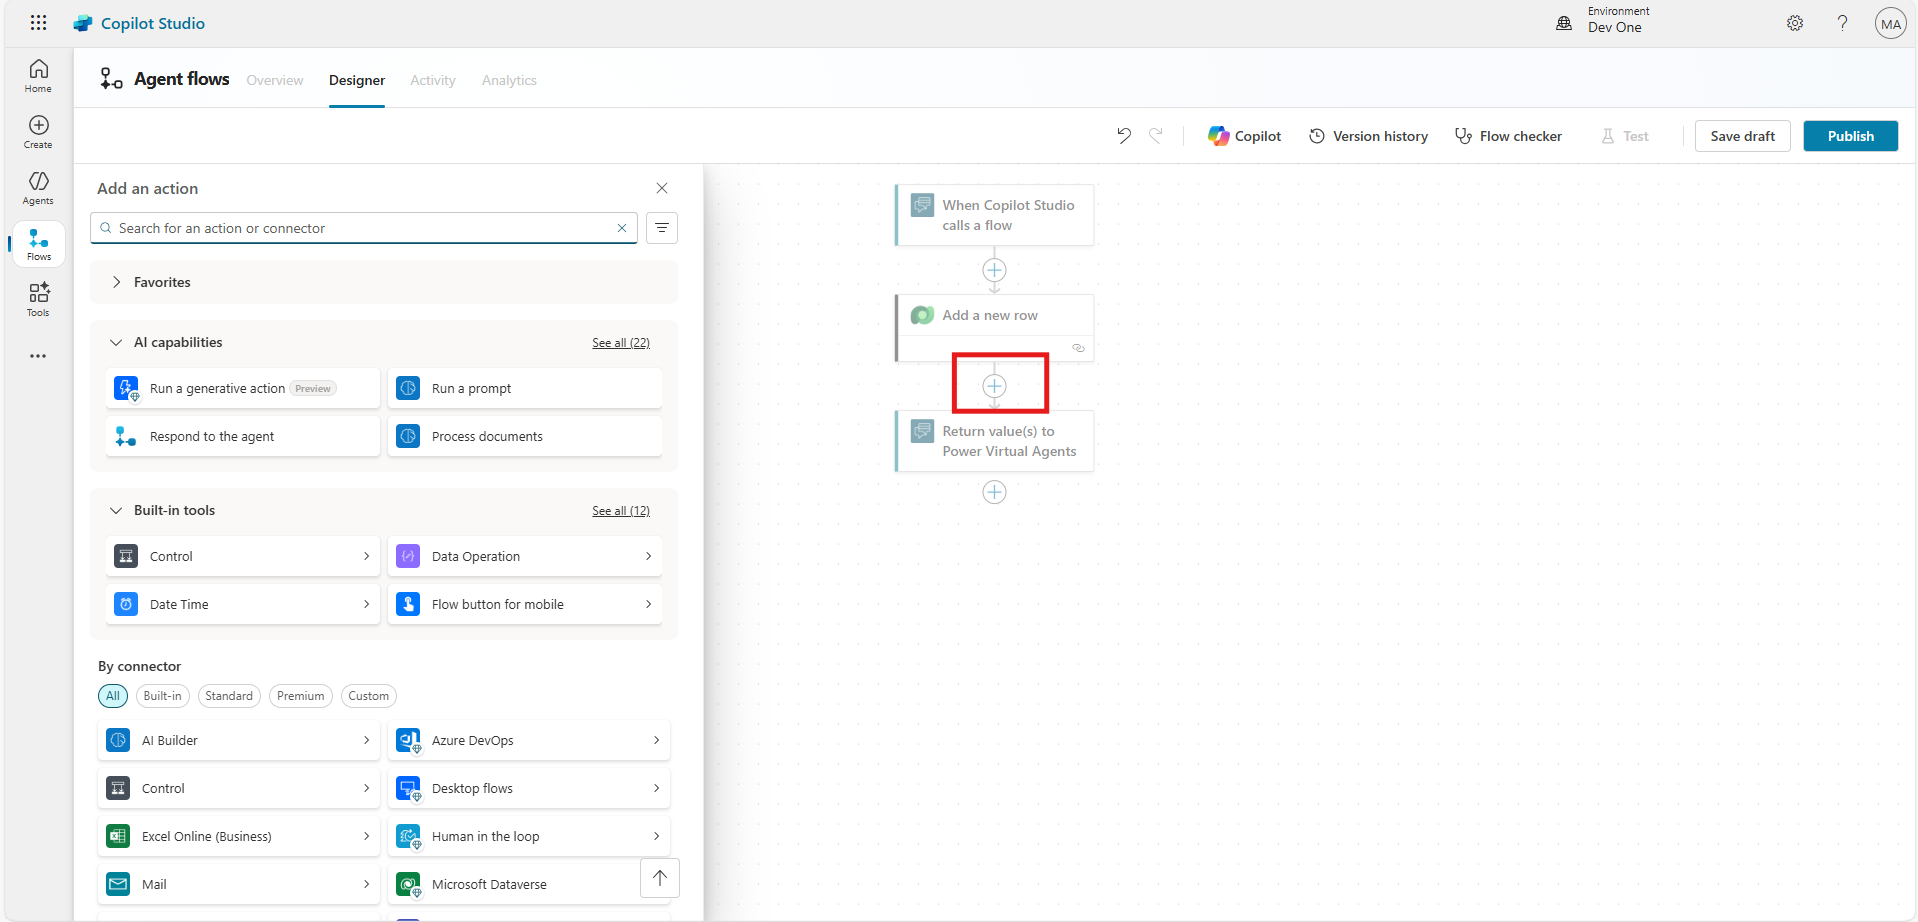 Copilot Studio
Environment
Dev One
MA
Home
Create
Agents
Flows
Tools
Agent flows
Overview
Designer
Activity
Analytics
Copilot
Version history
Flow checker
Test
Save draft
Publish
Add an action
Search for an action or connector
Favorites
AI capabilities
See all (22)
Run a generative action
Preview
Run a prompt
Respond to the agent
Process documents
Built-in tools
See all (12)
Control
Data Operation
Date Time
Flow button for mobile
By connector
All
Built-in
Standard
Premium
Custom
AI Builder
Azure DevOps
Control
Desktop flows
Excel Online (Business)
Human in the loop
Mail
Microsoft Dataverse
When Copilot Studio
calls a flow
Add a new row
Return value(s) to
Power Virtual Agents